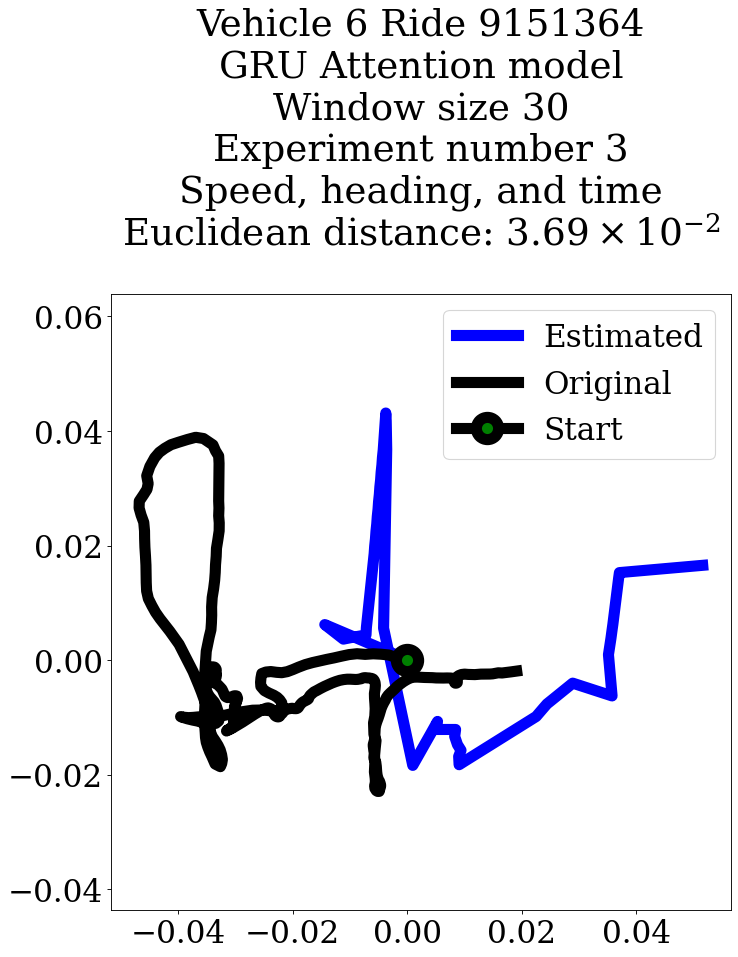 Vehicle 6 Ride 9151364
GRU Attention model
Window size 30
Experiment number 3
Speed, heading, and time
Euclidean distance: 3.69 × 10⁻²
0.06
0.04
0.02
0.00
−0.02
−0.04
Estimated
Original
Start
−0.04 −0.02 0.00 0.02 0.04